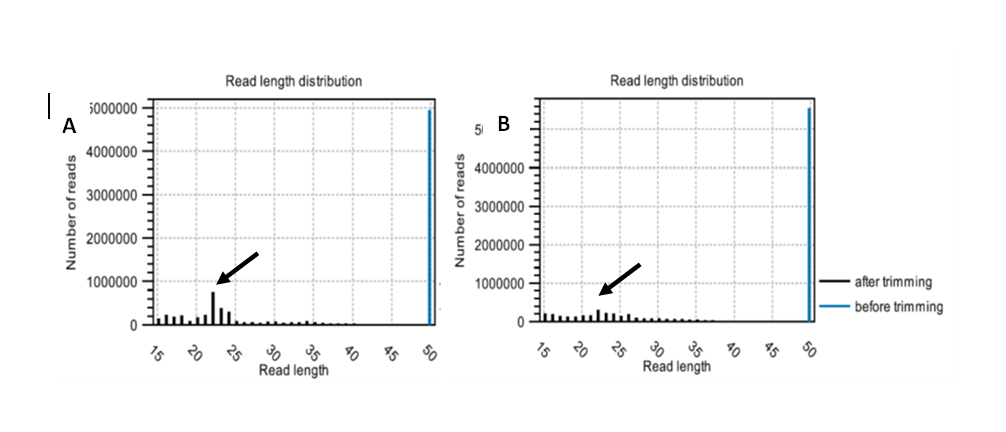 Read length distribution
A
5000000
4000000
3000000
2000000
1000000
0
Number of reads
15 20 25 30 35 40 45 50
Read length
Read length distribution
B
4000000
3000000
2000000
1000000
0
Number of reads
15 20 25 30 35 40 45 50
Read length
after trimming
before trimming